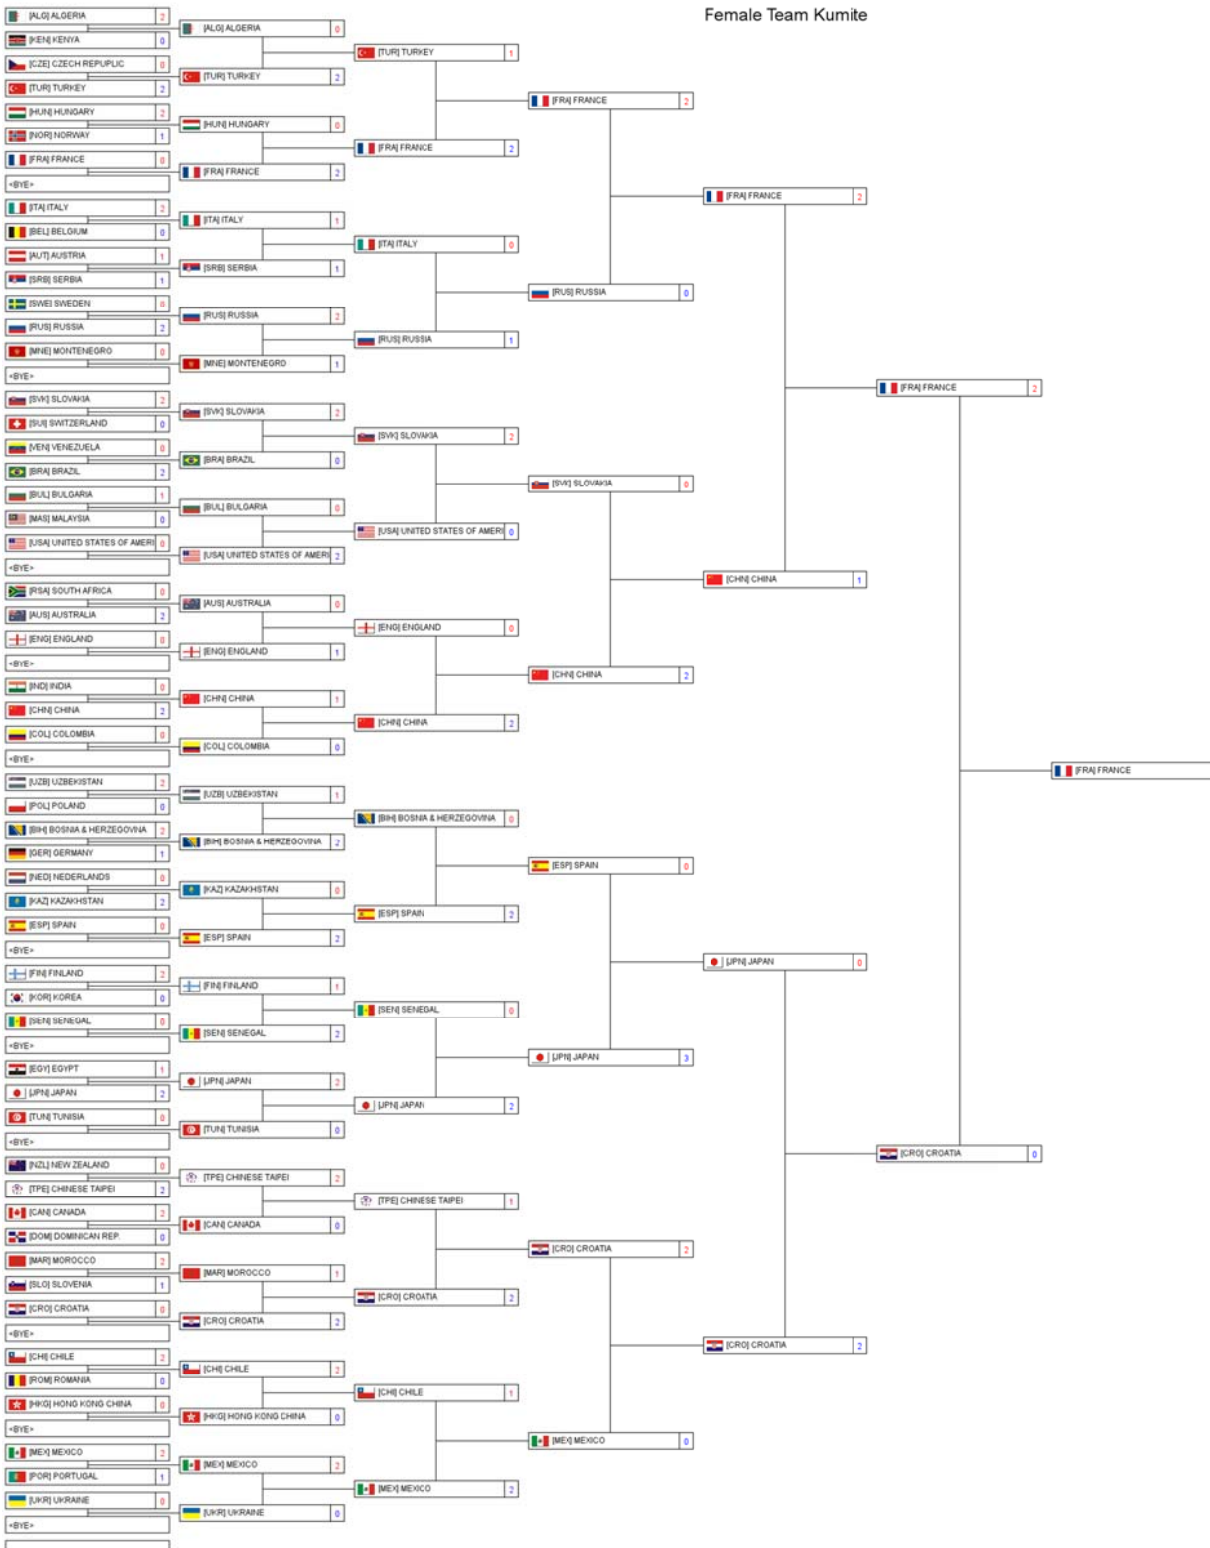 Female Team Kumite
[ALG] ALGERIA 2
[KEN] KENYA 0
[CZE] CZECH REPUPLIC 0
[TUR] TURKEY 2
[HUN] HUNGARY 2
[NOR] NORWAY 1
[FRA] FRANCE 0
<BYE>
[ITA] ITALY 2
[BEL] BELGIUM 0
[AUT] AUSTRIA 1
[SRB] SERBIA 1
[SWE] SWEDEN
[RUS] RUSSIA 2
[MNE] MONTENEGRO 0
<BYE>
[SVK] SLOVAKIA 2
[SUI] SWITZERLAND 0
[VEN] VENEZUELA 0
[BRA] BRAZIL 2
[BUL] BULGARIA 1
[MAS] MALAYSIA 0
[USA] UNITED STATES OF AMERI 0
<BYE>
[RSA] SOUTH AFRICA 0
[AUS] AUSTRALIA 2
[ENG] ENGLAND 0
<BYE>
[IND] INDIA 0
[CHN] CHINA 2
[COL] COLOMBIA 0
<BYE>
[UZB] UZBEKISTAN 2
[POL] POLAND 0
[BIH] BOSNIA & HERZEGOVINA 2
[GER] GERMANY 1
[NED] NEDERLANDS 0
[KAZ] KAZAKHSTAN 2
[ESP] SPAIN 0
<BYE>
[FIN] FINLAND 2
[KOR] KOREA 0
[SEN] SENEGAL 0
<BYE>
[EGY] EGYPT 1
[JPN] JAPAN 2
[TUN] TUNISIA 0
<BYE>
[NZL] NEW ZEALAND 0
[TPE] CHINESE TAIPEI 2
[CAN] CANADA 2
[DOM] DOMINICAN REP. 0
[MAR] MOROCCO 2
[SLO] SLOVENIA 1
[CRO] CROATIA 0
<BYE>
[CHI] CHILE 2
[ROM] ROMANIA 0
[HKG] HONG KONG CHINA 0
<BYE>
[MEX] MEXICO 2
[POR] PORTUGAL 1
[UKR] UKRAINE 0
<BYE>
[ALG] ALGERIA 0
[TUR] TURKEY 2
[HUN] HUNGARY 0
[FRA] FRANCE 2
[ITA] ITALY 1
[SRB] SERBIA 1
[RUS] RUSSIA 2
[MNE] MONTENEGRO 1
[SVK] SLOVAKIA 2
[BRA] BRAZIL 0
[BUL] BULGARIA 0
[USA] UNITED STATES OF AMERI 2
[AUS] AUSTRALIA 0
[ENG] ENGLAND 1
[CHN] CHINA 1
[COL] COLOMBIA 0
[UZB] UZBEKISTAN 1
[BIH] BOSNIA & HERZEGOVINA 2
[KAZ] KAZAKHSTAN 0
[ESP] SPAIN 2
[FIN] FINLAND 1
[SEN] SENEGAL 2
[JPN] JAPAN 2
[TUN] TUNISIA 0
[TPE] CHINESE TAIPEI 2
[CAN] CANADA 0
[MAR] MOROCCO 1
[CRO] CROATIA 2
[CHI] CHILE 2
[HKG] HONG KONG CHINA 0
[MEX] MEXICO 2
[UKR] UKRAINE 0
[TUR] TURKEY 1
[FRA] FRANCE 2
[ITA] ITALY 0
[RUS] RUSSIA 1
[SVK] SLOVAKIA 2
[USA] UNITED STATES OF AMERI 0
[ENG] ENGLAND 0
[CHN] CHINA 2
[BIH] BOSNIA & HERZEGOVINA 0
[ESP] SPAIN 2
[SEN] SENEGAL 0
[JPN] JAPAN 2
[TPE] CHINESE TAIPEI 1
[CRO] CROATIA 2
[CHI] CHILE 1
[MEX] MEXICO 2
[FRA] FRANCE 2
[RUS] RUSSIA 0
[SVK] SLOVAKIA 0
[CHN] CHINA 2
[ESP] SPAIN 0
[JPN] JAPAN 3
[CRO] CROATIA 2
[MEX] MEXICO 0
[FRA] FRANCE 2
[CHN] CHINA 1
[JPN] JAPAN 0
[CRO] CROATIA 2
[FRA] FRANCE 2
[CRO] CROATIA 0
[FRA] FRANCE